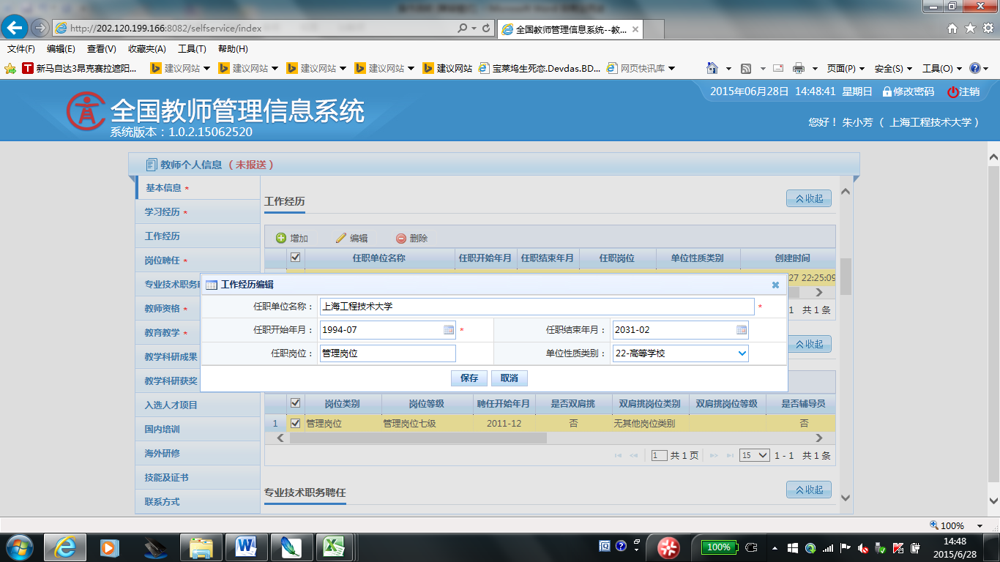 http://202.120.199.166:8082/selfservice/index
全国教师管理信息系统--教...
文件(F) 编辑(E) 查看(V) 收藏夹(A) 工具(T) 帮助(H)
新马自达3昂克赛拉遮阳... 建议网站 建议网站 建议网站 建议网站 建议网站 宝莱坞生死恋.Devdas.BD... 网页快讯库 页面(P) 安全(S) 工具(O)
2015年06月28日 14:48:41 星期日 修改密码 注销
全国教师管理信息系统
系统版本：1.0.2.15062520
您好！ 朱小芳 （ 上海工程技术大学 ）
教师个人信息 （ 未报送 ）
基本信息 *
学习经历 *
工作经历
岗位聘任 *
专业技术职务聘
教师资格 *
教育教学 *
教学科研成果
教学科研获奖
入选人才项目
国内培训
海外研修
技能及证书
联系方式
工作经历 收起
增加 编辑 删除
任职单位名称 任职开始年月 任职结束年月 任职岗位 单位性质类别 创建时间
27 22:25:09
1 共 1 条
收起
工作经历编辑
任职单位名称： 上海工程技术大学 *
任职开始年月： 1994-07 * 任职结束年月： 2031-02
任职岗位： 管理岗位 单位性质类别： 22-高等学校
保存 取消
岗位类别 岗位等级 聘任开始年月 是否双肩挑 双肩挑岗位类别 双肩挑岗位等级 是否辅导员
1 管理岗位 管理岗位七级 2011-12 否 无其他岗位类别 否
1 共 1 页 15 1 - 1 共 1 条
专业技术职务聘任 收起
100%
100%
14:48
2015/6/28